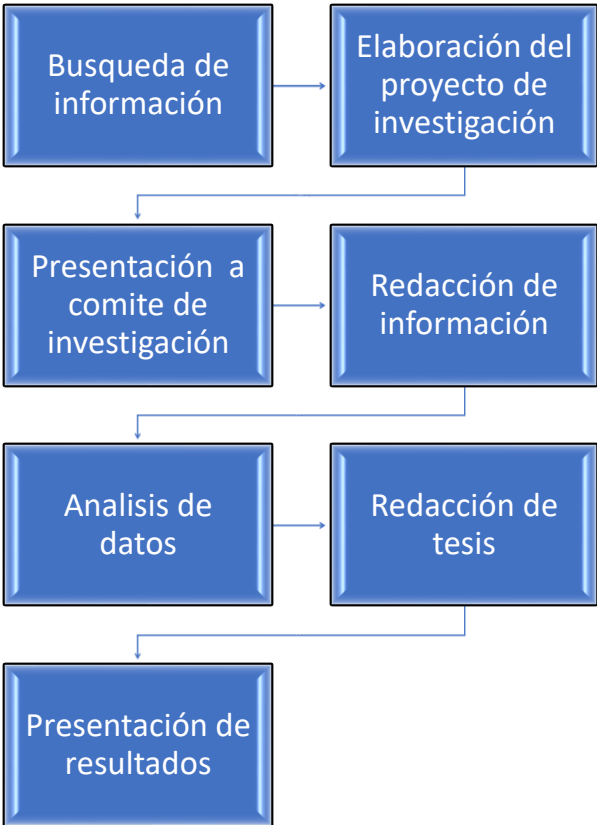 Busqueda de
información
Elaboración del
proyecto de
investigación
Presentación a
comite de
investigación
Redacción de
información
Analisis de
datos
Redacción de
tesis
Presentación de
resultados